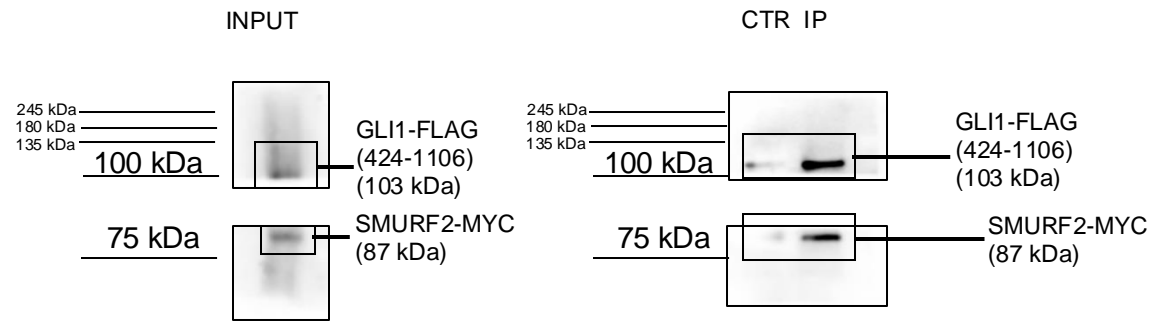 INPUT
CTR IP
245 kDa
180 kDa
135 kDa
100 kDa
GLI1-FLAG
(424-1106)
(103 kDa)
75 kDa
SMURF2-MYC
(87 kDa)
245 kDa
180 kDa
135 kDa
100 kDa
GLI1-FLAG
(424-1106)
(103 kDa)
75 kDa
SMURF2-MYC
(87 kDa)